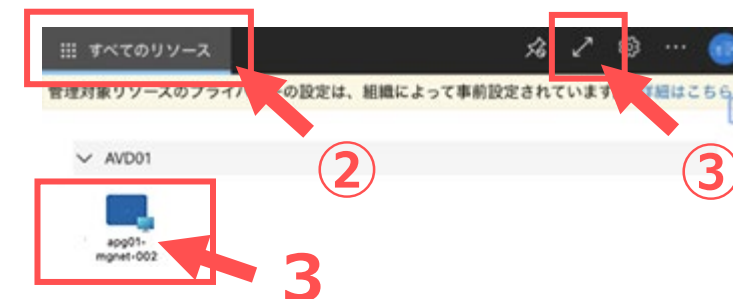 すべてのリソース
管理対象リソースのプライバ の設定は、組織によって事前設定されています 詳細はこちら
②
③
AVD01
apg01-
mgnet-002
3